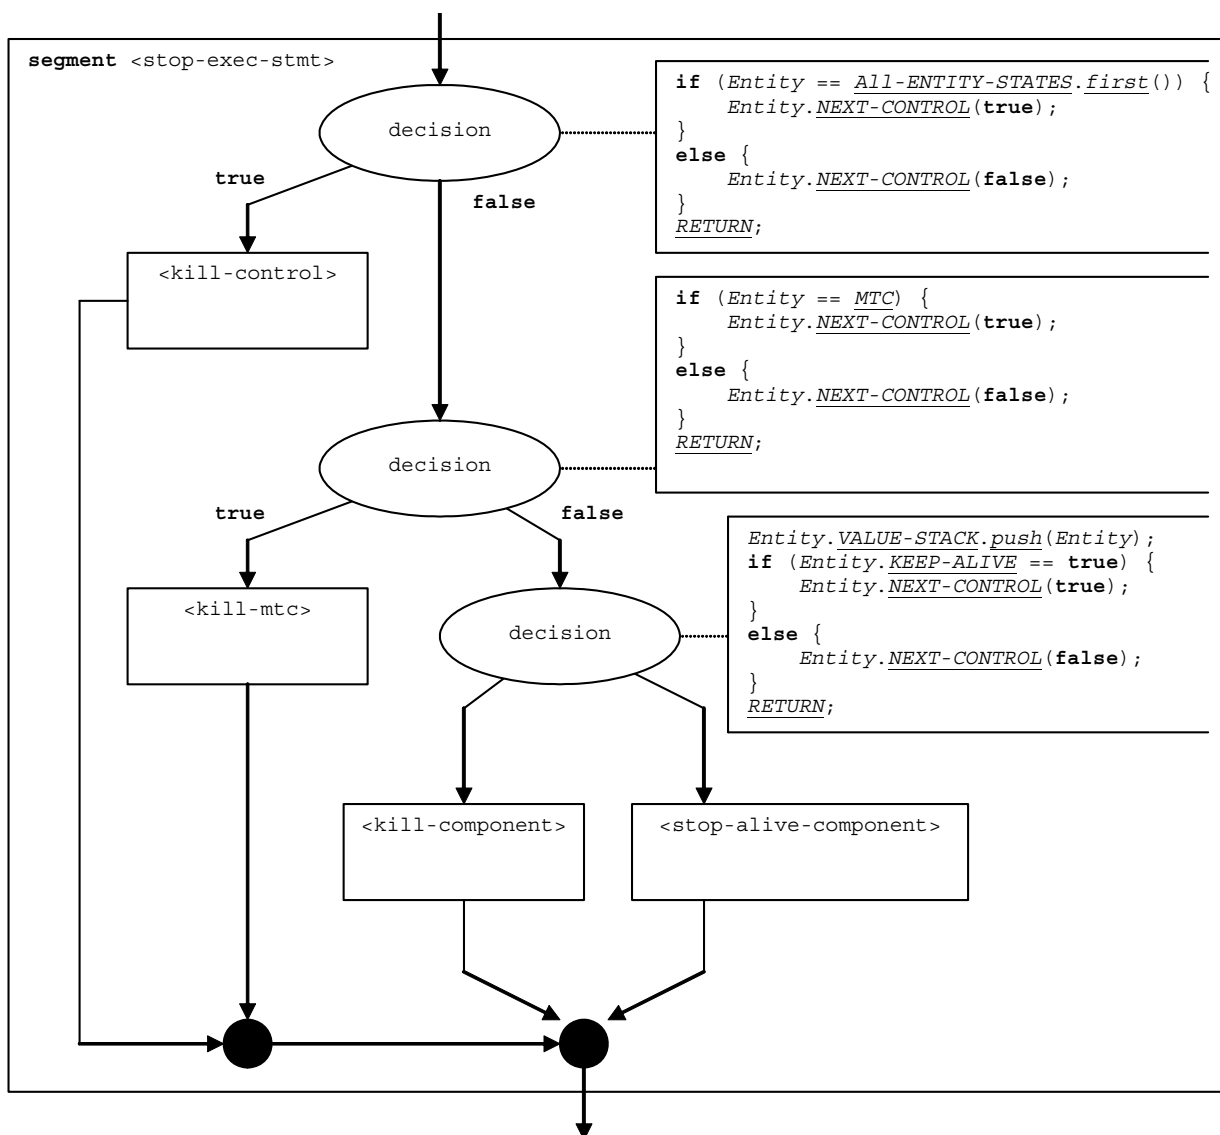 segment <stop-exec-stmt>
decision
if (Entity == All-ENTITY-STATES.first()) {
Entity.NEXT-CONTROL(true);
}
else {
Entity.NEXT-CONTROL(false);
}
RETURN;
true
false
<kill-control>
if (Entity == MTC) {
Entity.NEXT-CONTROL(true);
}
else {
Entity.NEXT-CONTROL(false);
}
RETURN;
decision
true
false
<kill-mtc>
decision
Entity.VALUE-STACK.push(Entity);
if (Entity.KEEP-ALIVE == true) {
Entity.NEXT-CONTROL(true);
}
else {
Entity.NEXT-CONTROL(false);
}
RETURN;
<kill-component>
<stop-alive-component>